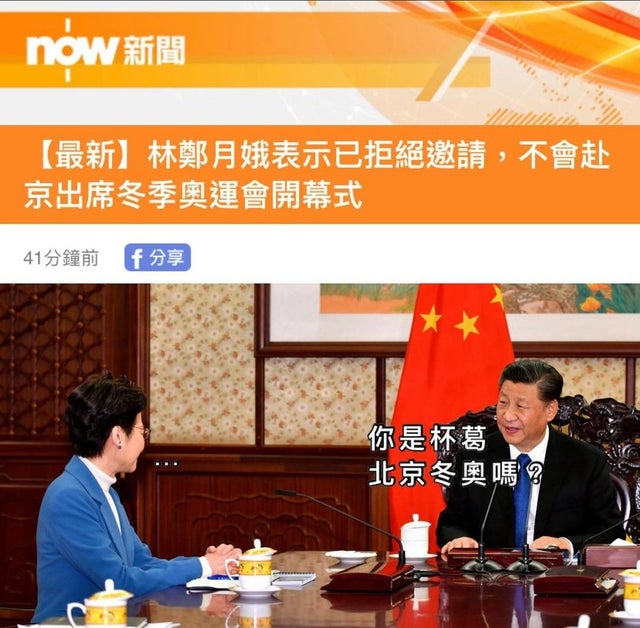 now新聞
【最新】林鄭月娥表示已拒絕邀請，不會赴
京出席冬季奧運會開幕式
41分鐘前 f 分享
...
你是杯葛
北京冬奧嗎？